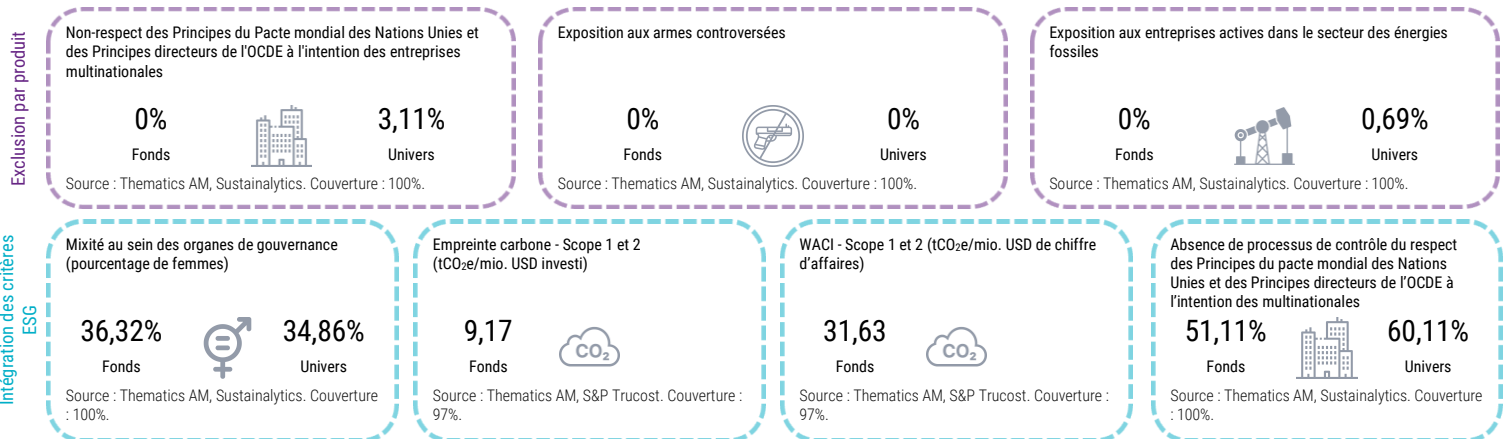 Exclusion par produit
Non-respect des Principes du Pacte mondial des Nations Unies et
des Principes directeurs de l'OCDE à l'intention des entreprises
multinationales
0%
Fonds
3,11%
Univers
Source : Thematics AM, Sustainalytics. Couverture : 100%.
Exposition aux armes controversées
0%
Fonds
0%
Univers
Source : Thematics AM, Sustainalytics. Couverture : 100%.
Exposition aux entreprises actives dans le secteur des énergies
fossiles
0%
Fonds
0,69%
Univers
Source : Thematics AM, Sustainalytics. Couverture : 100%.
Intégration des critères
ESG
Mixité au sein des organes de gouvernance
(pourcentage de femmes)
36,32%
Fonds
34,86%
Univers
Source : Thematics AM, Sustainalytics. Couverture
: 100%.
Empreinte carbone - Scope 1 et 2
(tCO₂e/mio. USD investi)
9,17
Fonds
CO₂
Source : Thematics AM, S&P Trucost. Couverture :
97%.
WACI - Scope 1 et 2 (tCO₂e/mio. USD de chiffre
d'affaires)
31,63
Fonds
CO₂
Source : Thematics AM, S&P Trucost. Couverture :
97%.
Absence de processus de contrôle du respect
des Principes du pacte mondial des Nations
Unies et des Principes directeurs de l'OCDE à
l'intention des multinationales
51,11%
Fonds
60,11%
Univers
Source : Thematics AM, Sustainalytics. Couverture
: 100%.